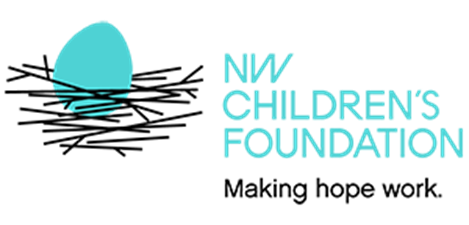 NW
CHILDREN'S
FOUNDATION
Making hope work.